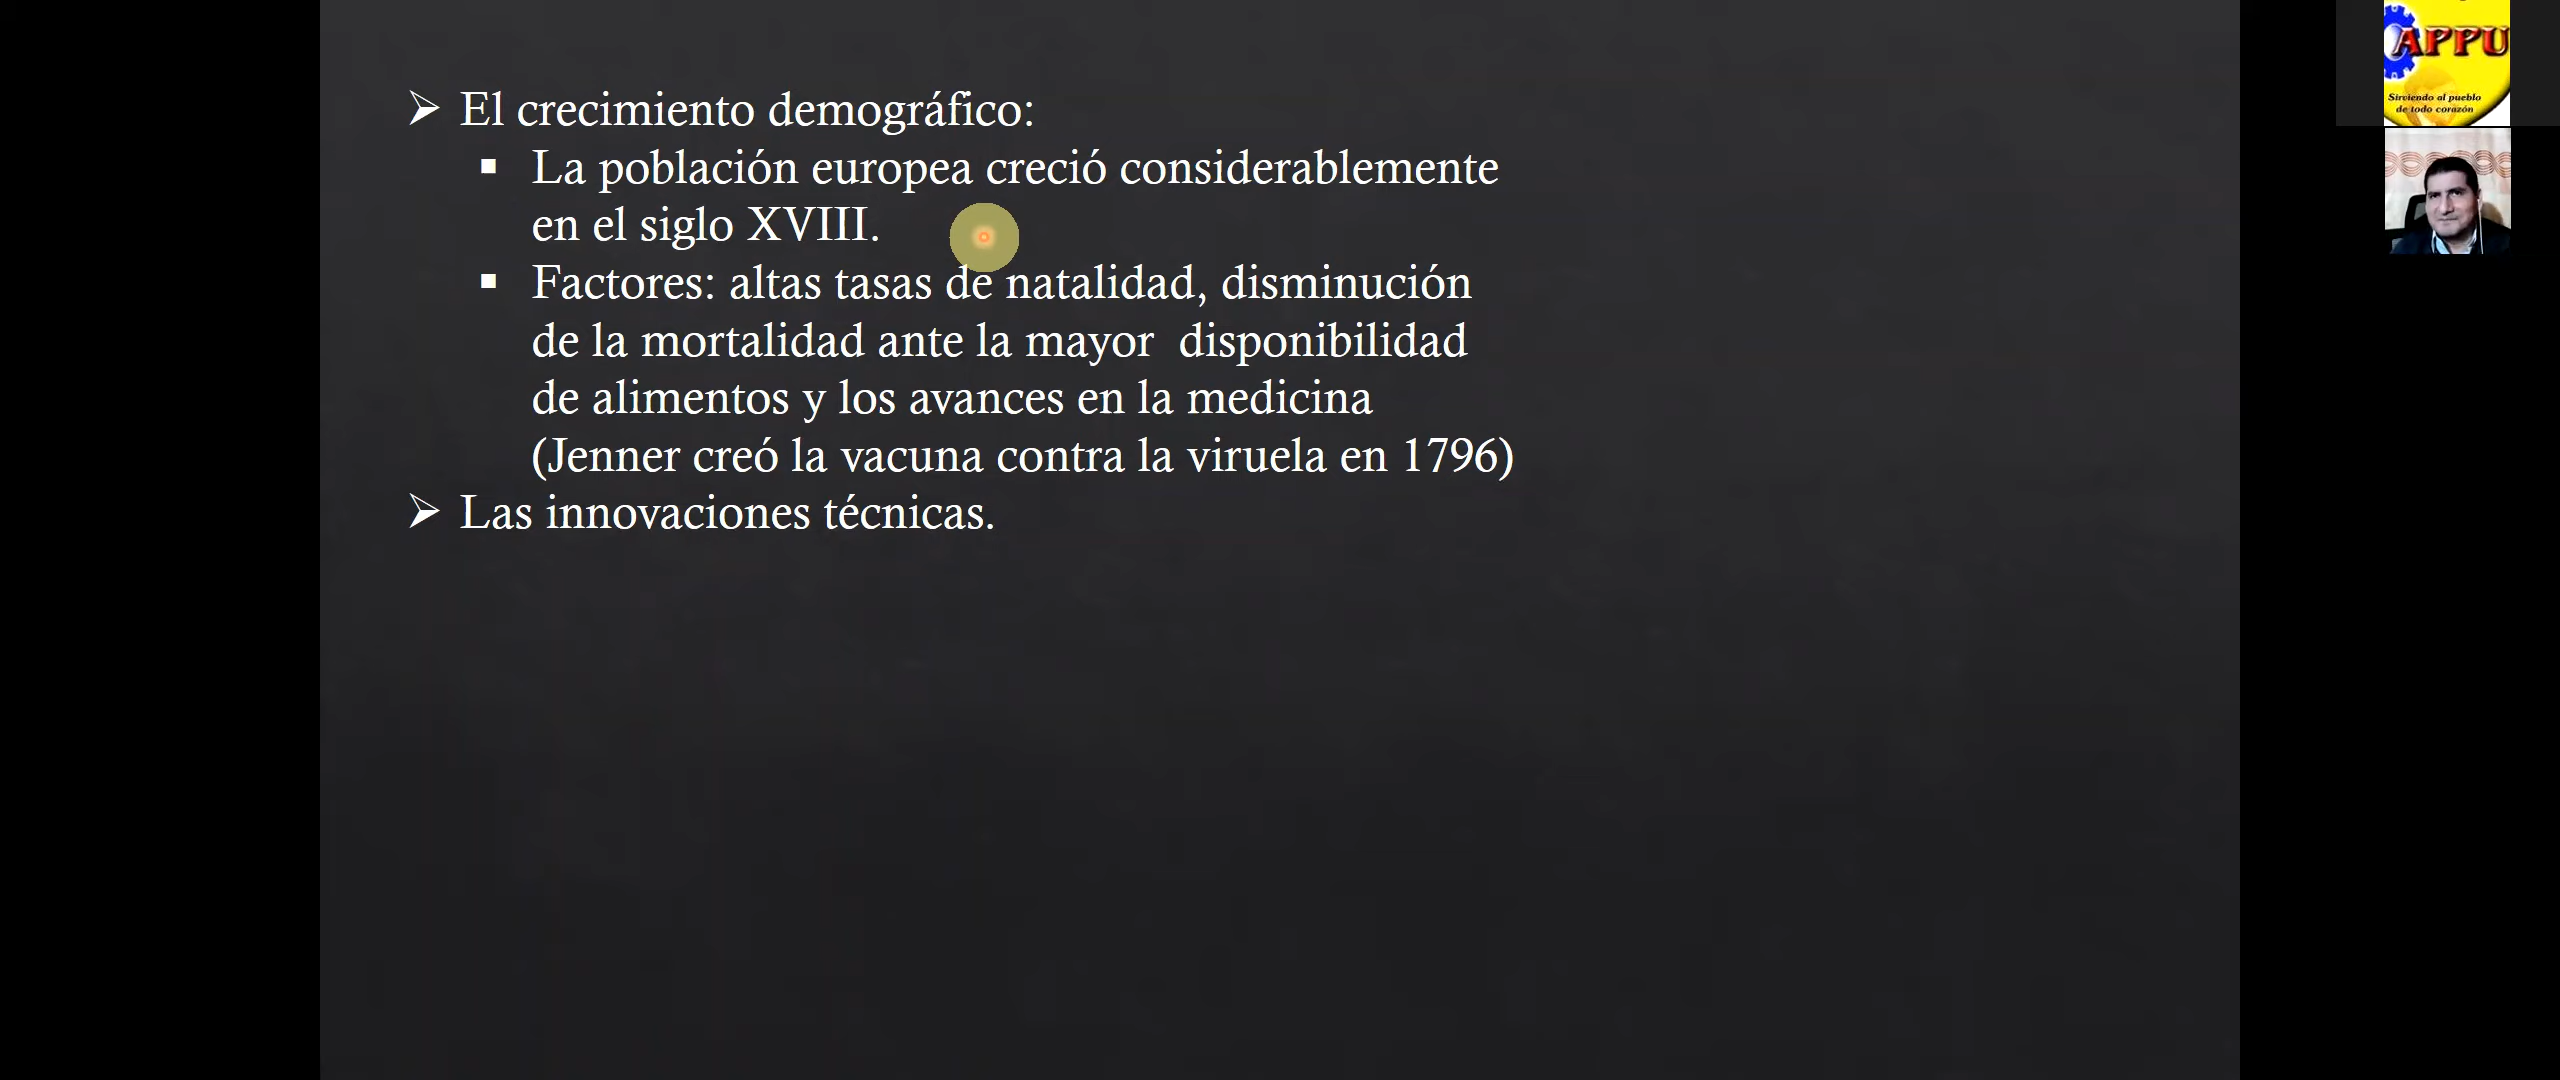 ➢ El crecimiento demográfico:
▪ La población europea creció considerablemente
en el siglo XVIII.
▪ Factores: altas tasas de natalidad, disminución
de la mortalidad ante la mayor  disponibilidad
de alimentos y los avances en la medicina
(Jenner creó la vacuna contra la viruela en 1796)
➢ Las innovaciones técnicas.
APPU
Sirviendo al pueblo
de todo corazón